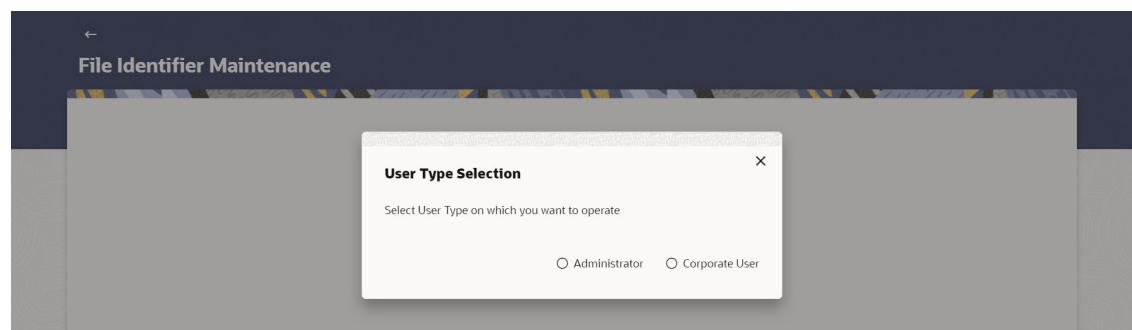 File Identifier Maintenance
User Type Selection
Select User Type on which you want to operate
Administrator Corporate User